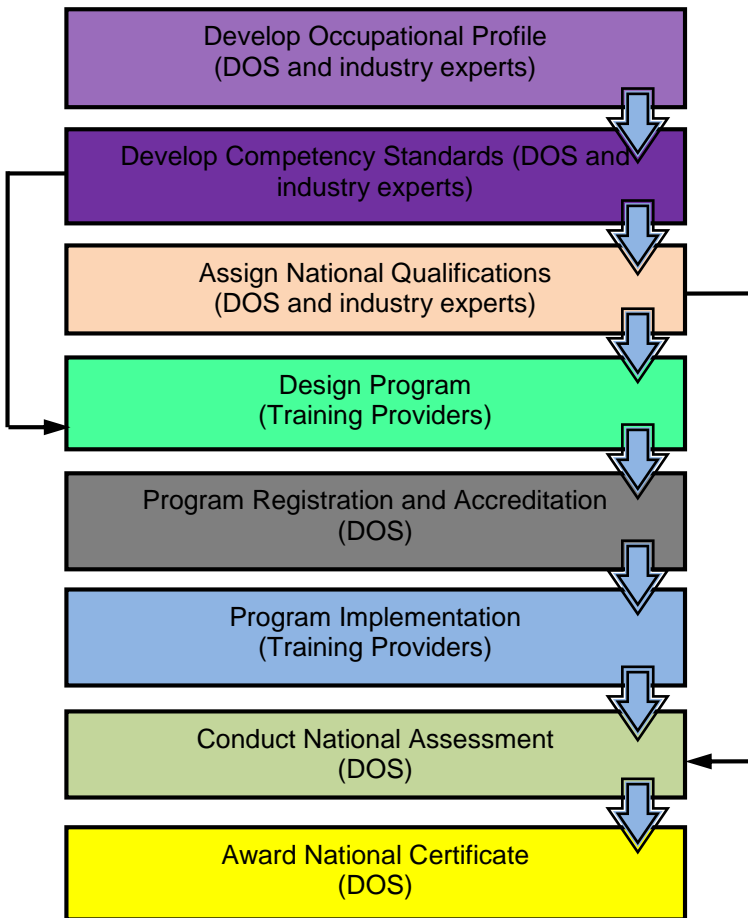 Develop Occupational Profile
(DOS and industry experts)
Develop Competency Standards (DOS and
industry experts)
Assign National Qualifications
(DOS and industry experts)
Design Program
(Training Providers)
Program Registration and Accreditation
(DOS)
Program Implementation
(Training Providers)
Conduct National Assessment
(DOS)
Award National Certificate
(DOS)